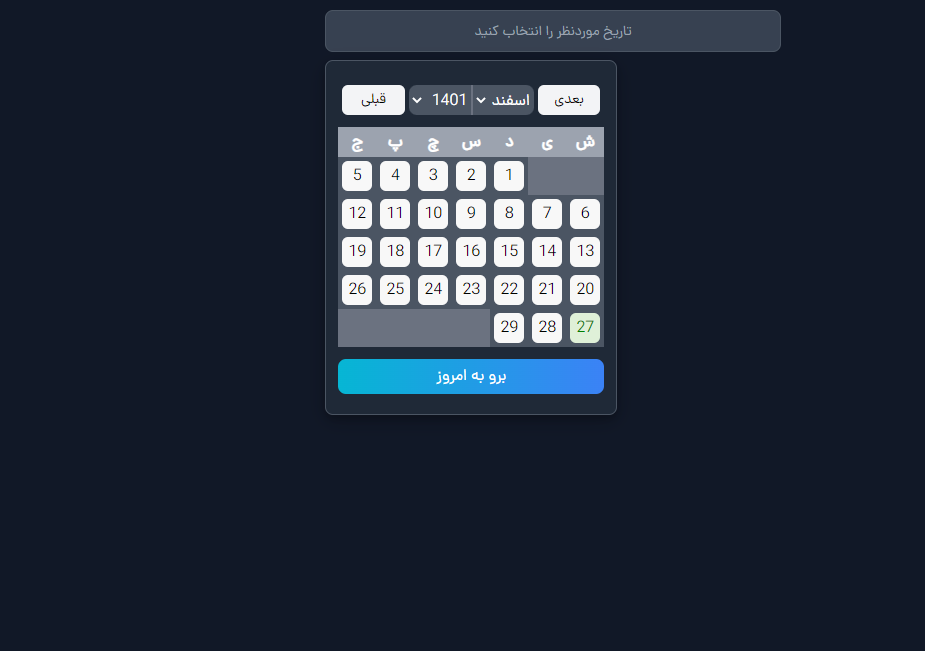 تاریخ موردنظر را انتخاب کنید
بعدی اسفند 1401 قبلی
ش ی د س چ پ ج
1 2 3 4 5
6 7 8 9 10 11 12
13 14 15 16 17 18 19
20 21 22 23 24 25 26
27 28 29
برو به امروز